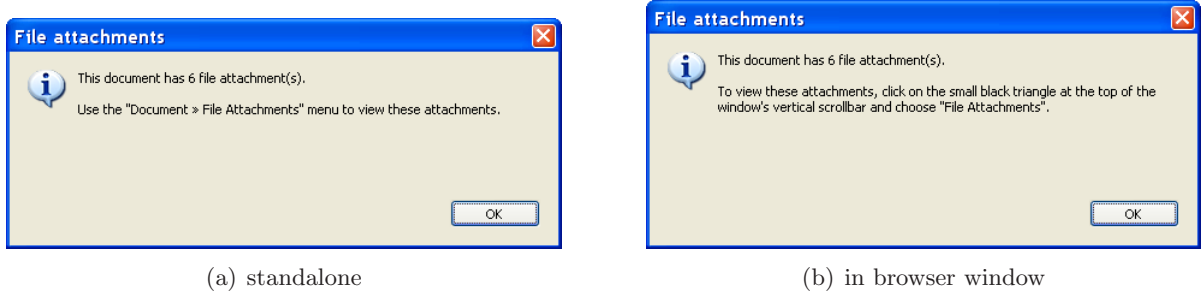 File attachments
This document has 6 file attachment(s).
Use the "Document » File Attachments" menu to view these attachments.
OK
(a) standalone
File attachments
This document has 6 file attachment(s).
To view these attachments, click on the small black triangle at the top of the
window's vertical scrollbar and choose "File Attachments".
OK
(b) in browser window